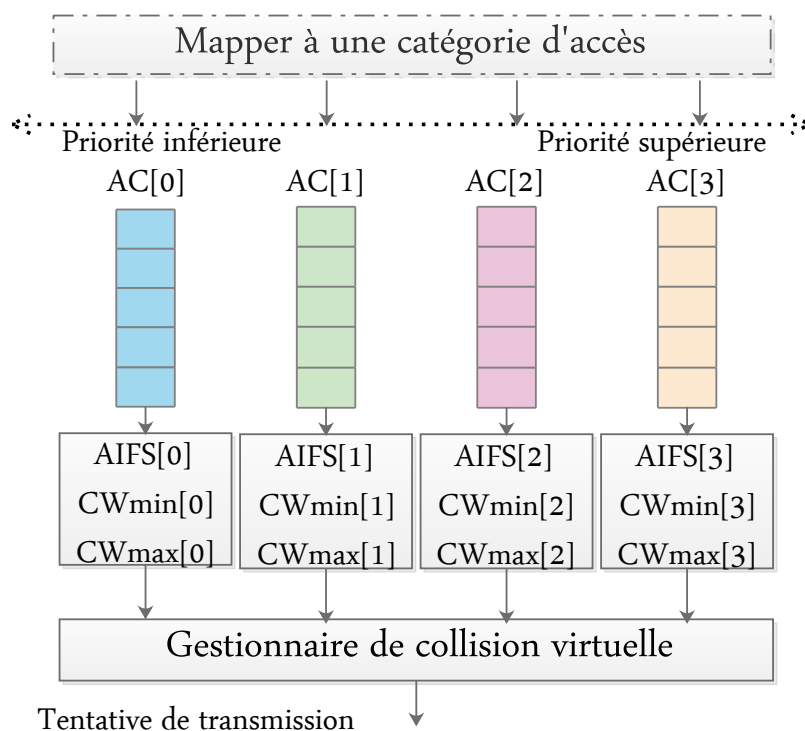 Mapper à une catégorie d'accès
Priorité inférieure Priorité supérieure
AC[0] AC[1] AC[2] AC[3]
AIFS[0] AIFS[1] AIFS[2] AIFS[3]
CWmin[0] CWmin[1] CWmin[2] CWmin[3]
CWmax[0] CWmax[1] CWmax[2] CWmax[3]
Gestionnaire de collision virtuelle
Tentative de transmission